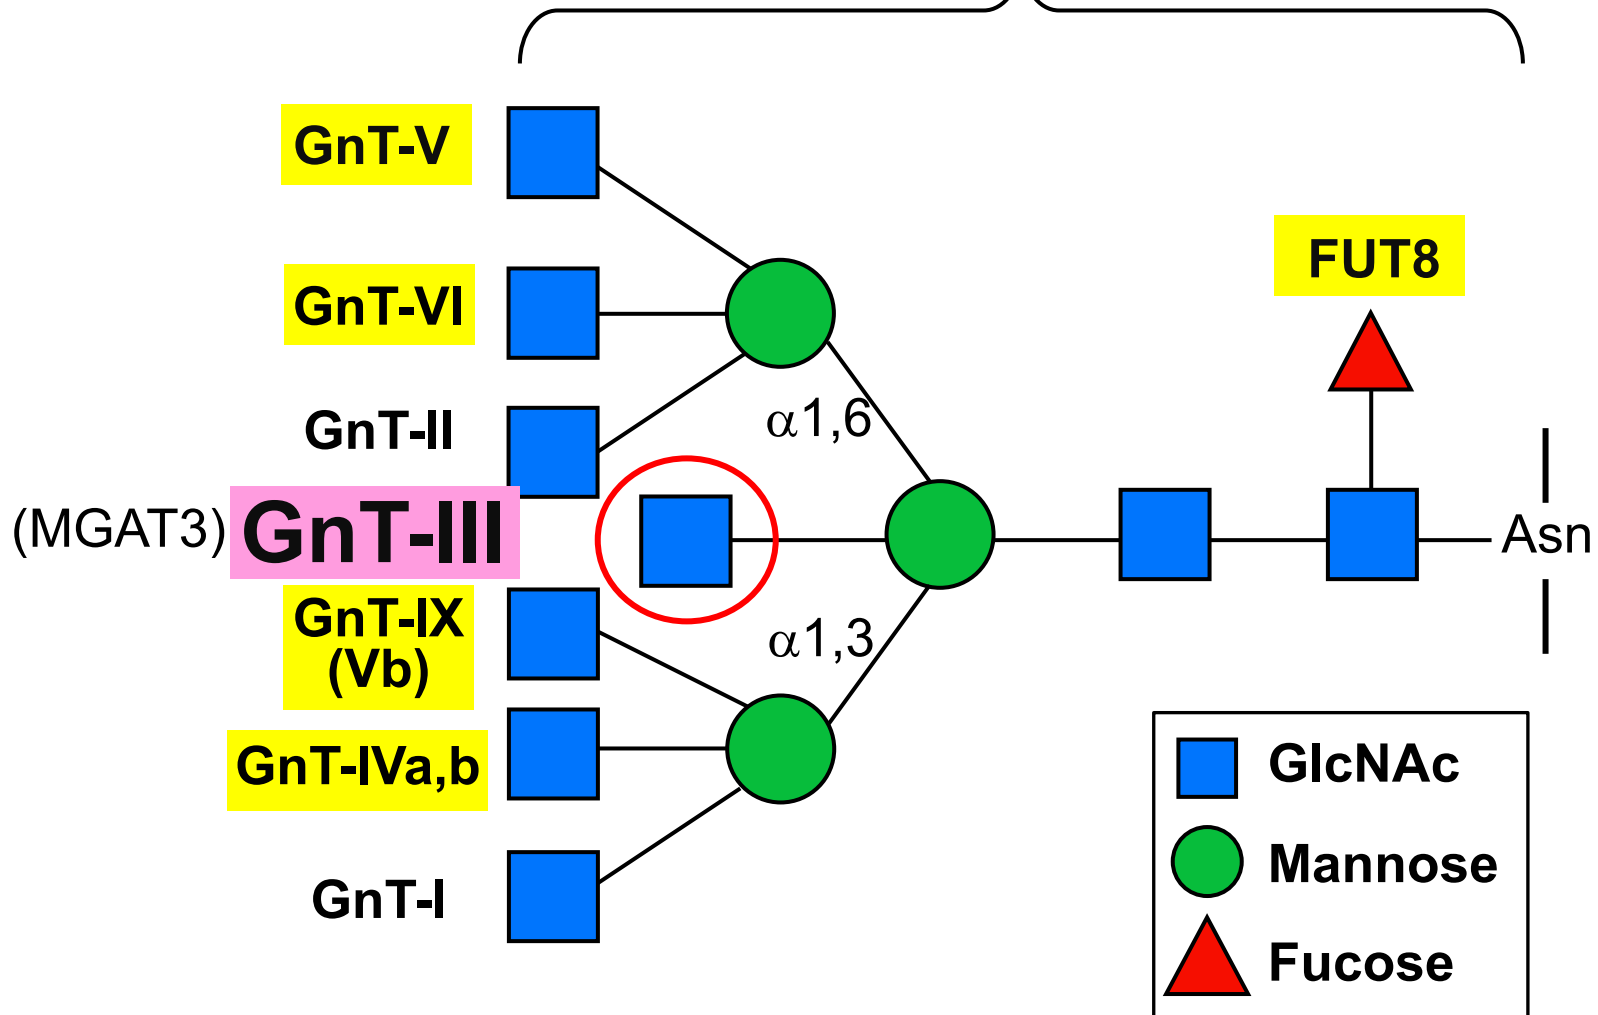 GnT-V
FUT8
GnT-VI
α1,6
GnT-II
(MGAT3) GnT-III
Asn
GnT-IX
(Vb)
α1,3
GnT-IVa,b
GlcNAc
Mannose
GnT-I
Fucose